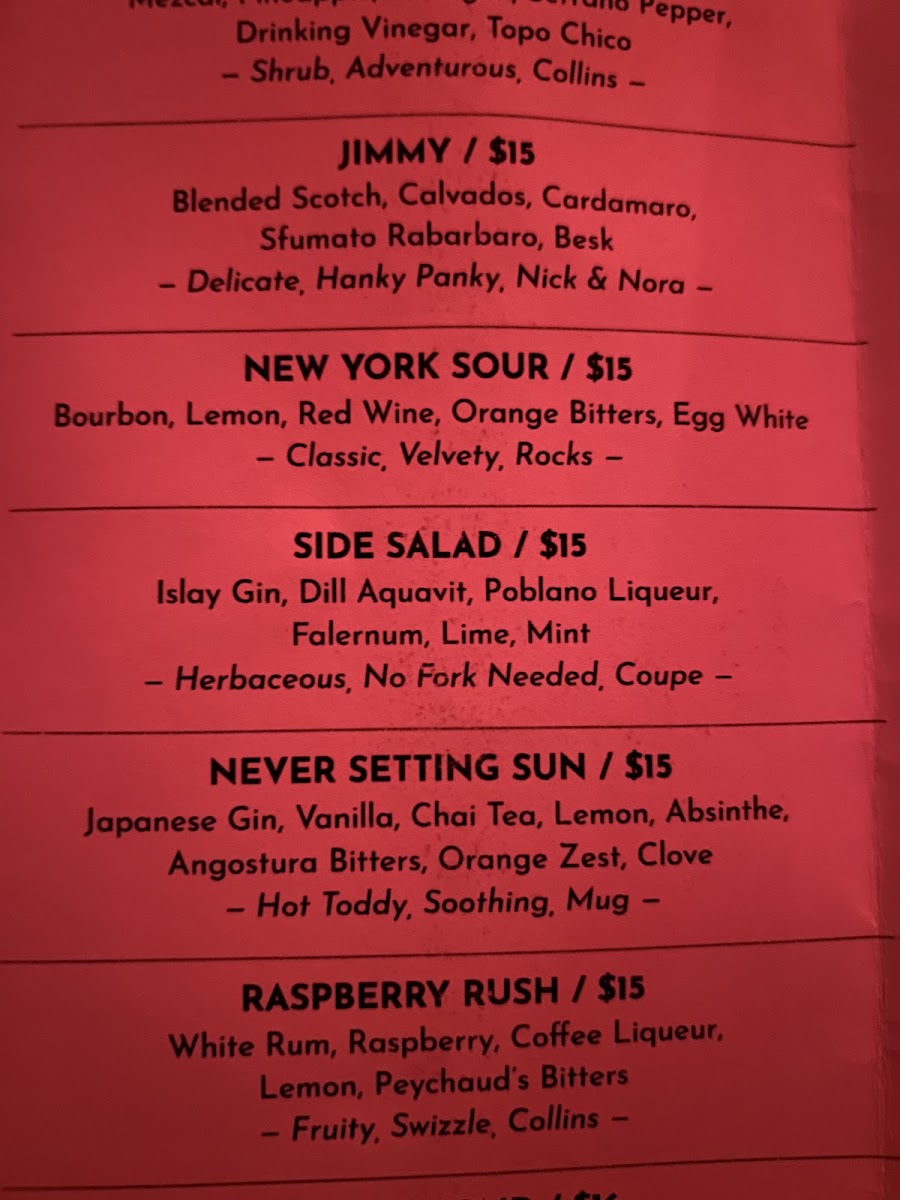 Mezcal, Pineapple, Serrano Pepper,
Drinking Vinegar, Topo Chico
– Shrub, Adventurous, Collins –
JIMMY / $15
Blended Scotch, Calvados, Cardamaro,
Sfumato Rabarbaro, Besk
– Delicate, Hanky Panky, Nick & Nora –
NEW YORK SOUR / $15
Bourbon, Lemon, Red Wine, Orange Bitters, Egg White
– Classic, Velvety, Rocks –
SIDE SALAD / $15
Islay Gin, Dill Aquavit, Poblano Liqueur,
Falernum, Lime, Mint
– Herbaceous, No Fork Needed, Coupe –
NEVER SETTING SUN / $15
Japanese Gin, Vanilla, Chai Tea, Lemon, Absinthe,
Angostura Bitters, Orange Zest, Clove
– Hot Toddy, Soothing, Mug –
RASPBERRY RUSH / $15
White Rum, Raspberry, Coffee Liqueur,
Lemon, Peychaud's Bitters
– Fruity, Swizzle, Collins –